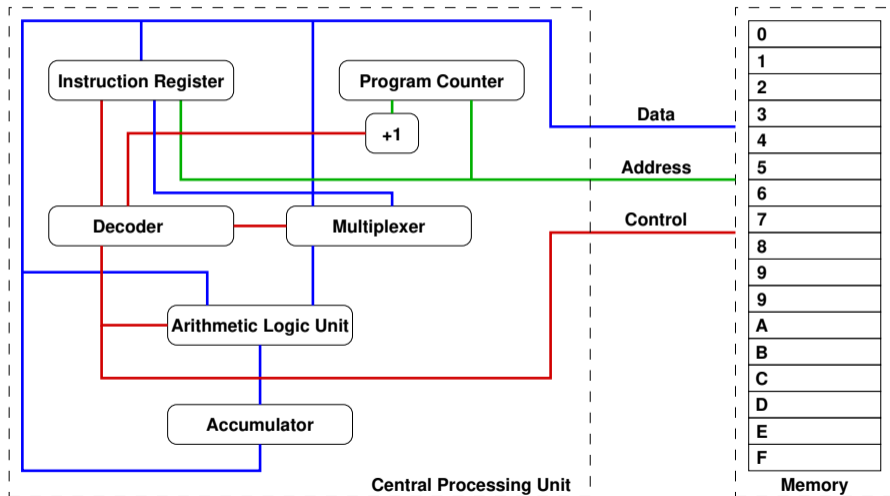 Instruction Register
Program Counter
+1
Decoder
Multiplexer
Arithmetic Logic Unit
Accumulator
Central Processing Unit
Data
Address
Control
0
1
2
3
4
5
6
7
8
9
9
A
B
C
D
E
F
Memory